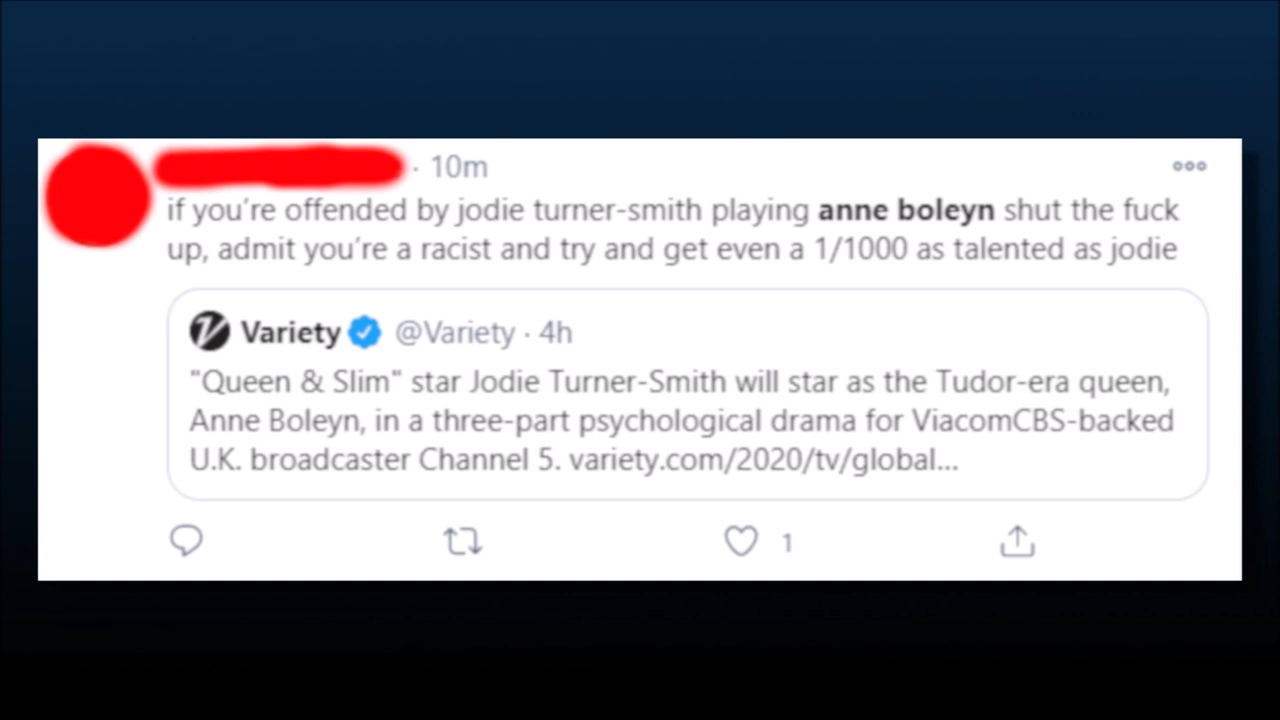 · 10m
if you’re offended by jodie turner-smith playing anne boleyn shut the fuck
up, admit you’re a racist and try and get even a 1/1000 as talented as jodie
Variety @Variety · 4h
"Queen & Slim" star Jodie Turner-Smith will star as the Tudor-era queen,
Anne Boleyn, in a three-part psychological drama for ViacomCBS-backed
U.K. broadcaster Channel 5. variety.com/2020/tv/global...
1